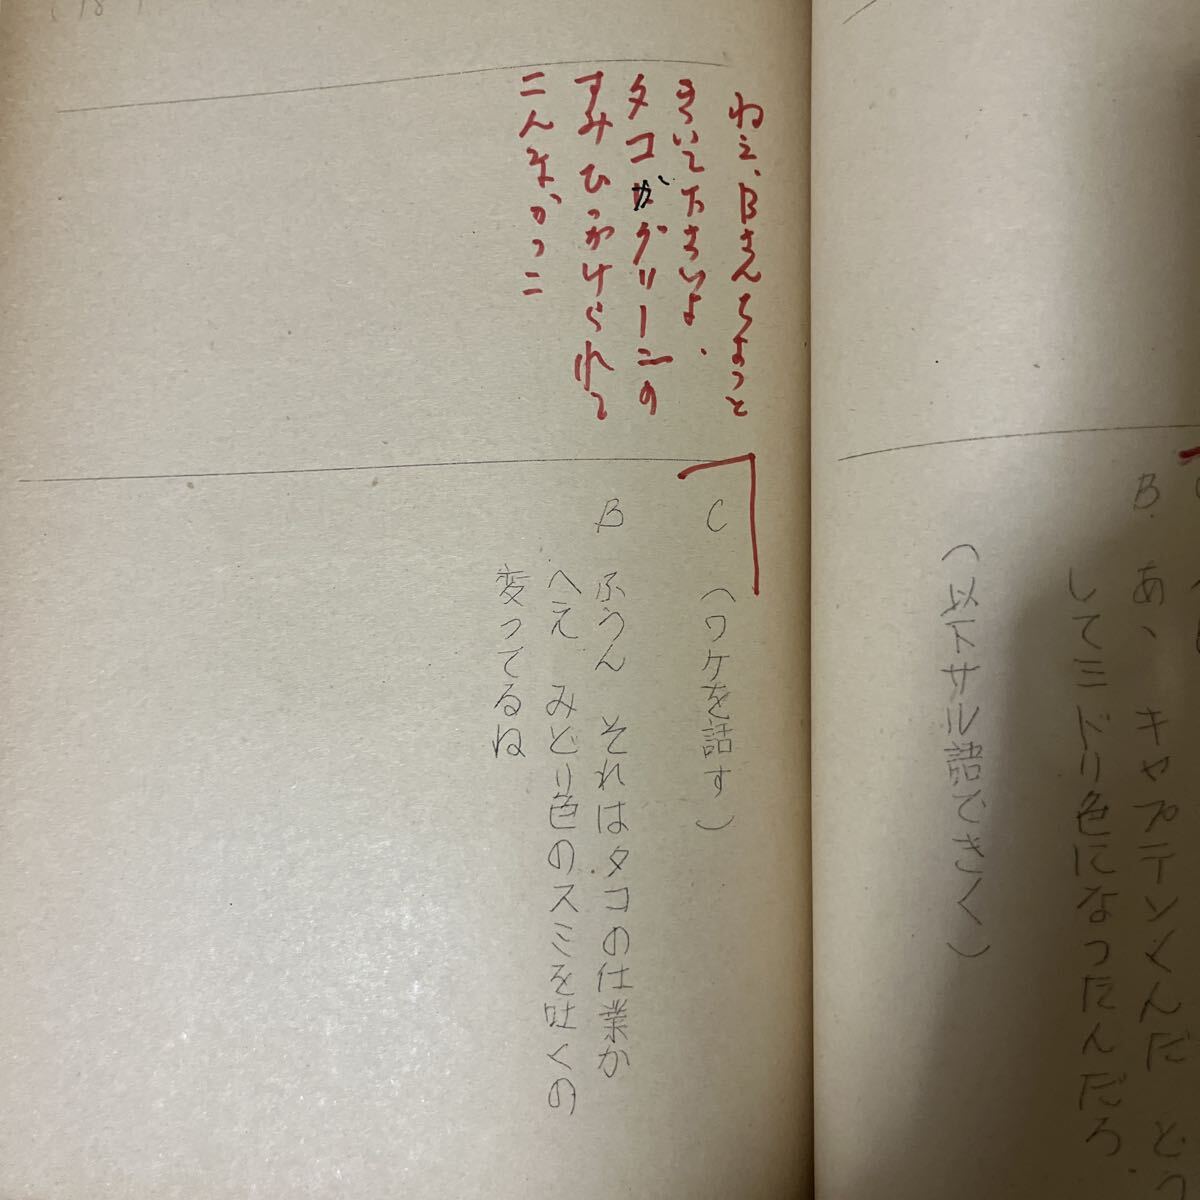 B. あ、キャプテンくんだ どう
してミドリ色になったんだろ.
(以下サル語できく)
ねえ、Bさんちょっと
きいて下さいよ、
タコがグリーンの
すみひっかけられて
こんなかっこ
C (ワケを話す)
B ふうん それはタコの仕業か
へえ みどり色のスミを吐くの
変ってるね